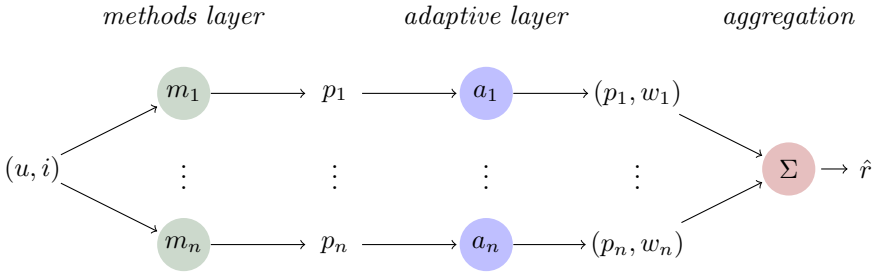 methods layer adaptive layer aggregation
m₁ p₁ a₁ (p₁, w₁)
(u, i) ⋮ ⋮ ⋮ ⋮ Σ r̂
mₙ pₙ aₙ (pₙ, wₙ)